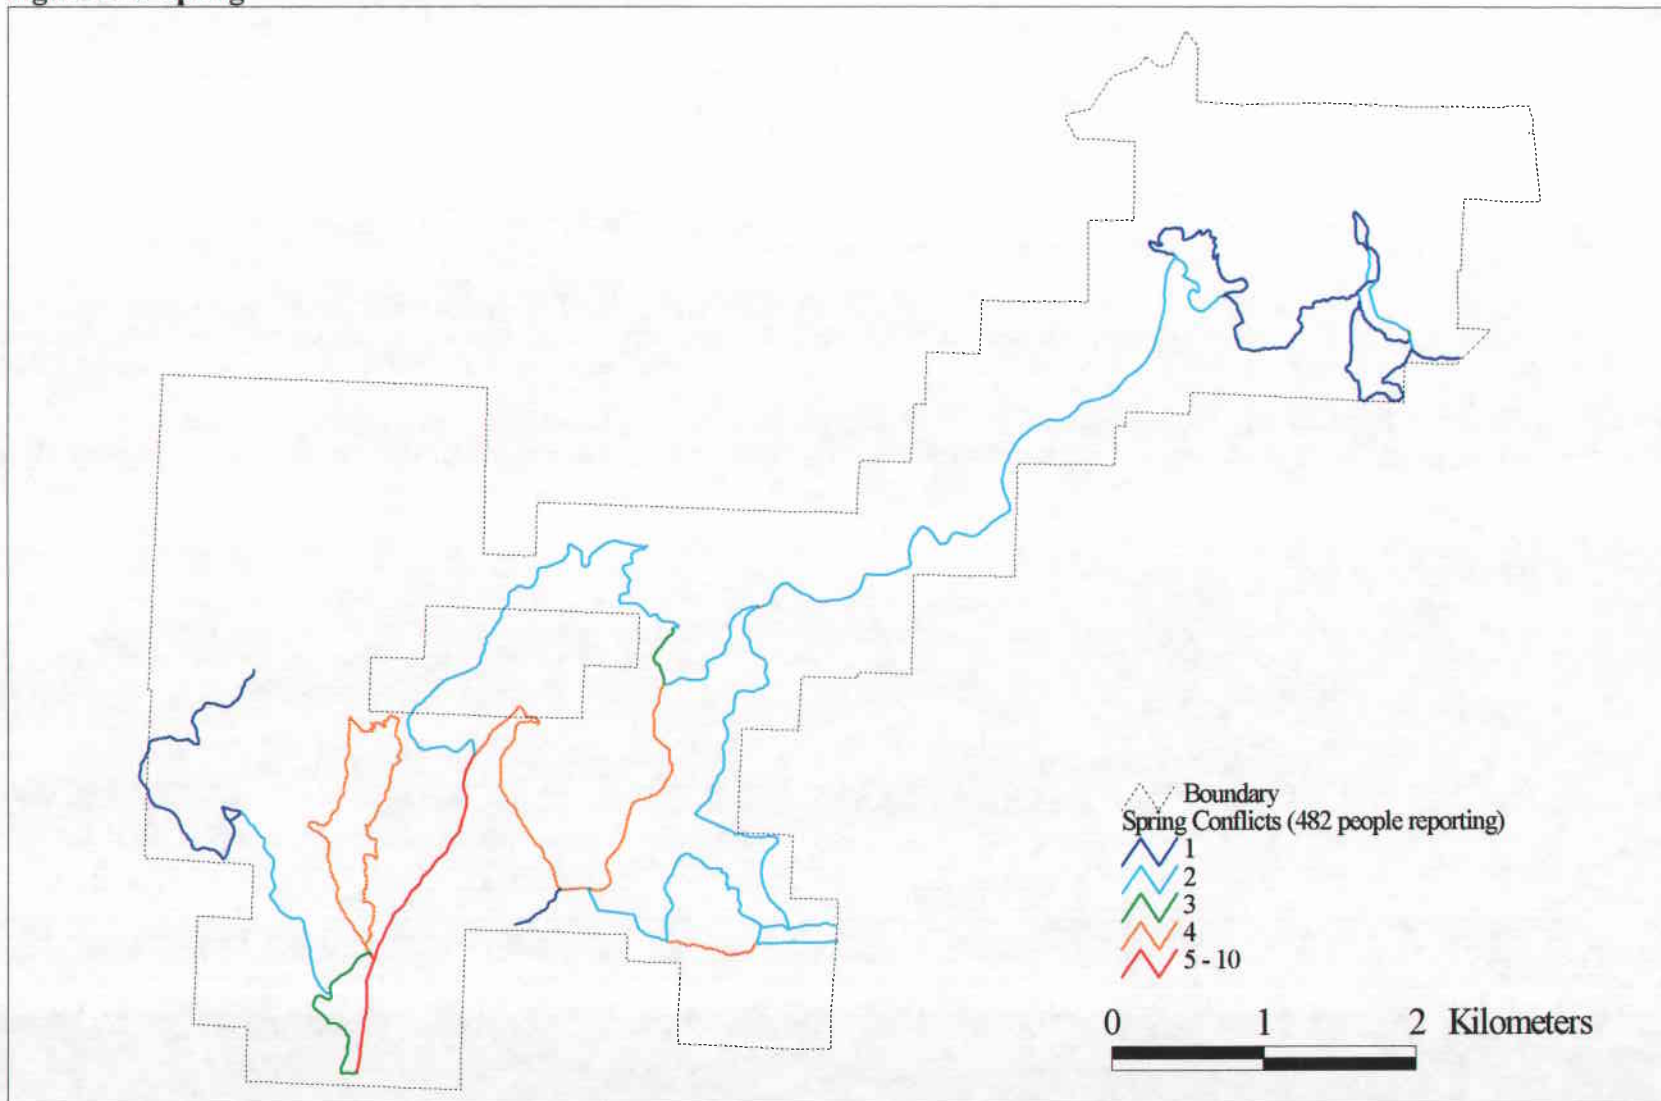 Boundary
Spring Conflicts (482 people reporting)
1
2
3
4
5 - 10
0 1 2 Kilometers